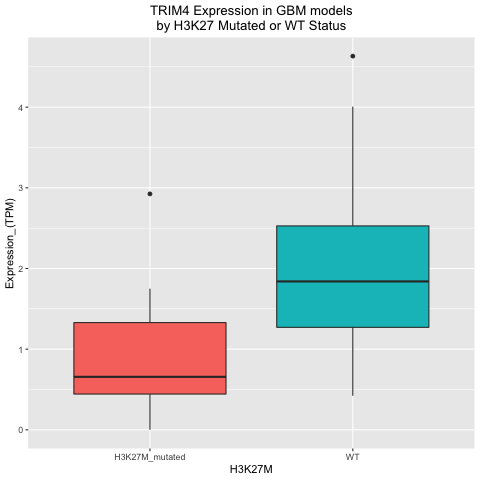 TRIM4 Expression in GBM models
by H3K27 Mutated or WT Status
Expression_(TPM)
4
3
2
1
0
H3K27M_mutated
WT
H3K27M